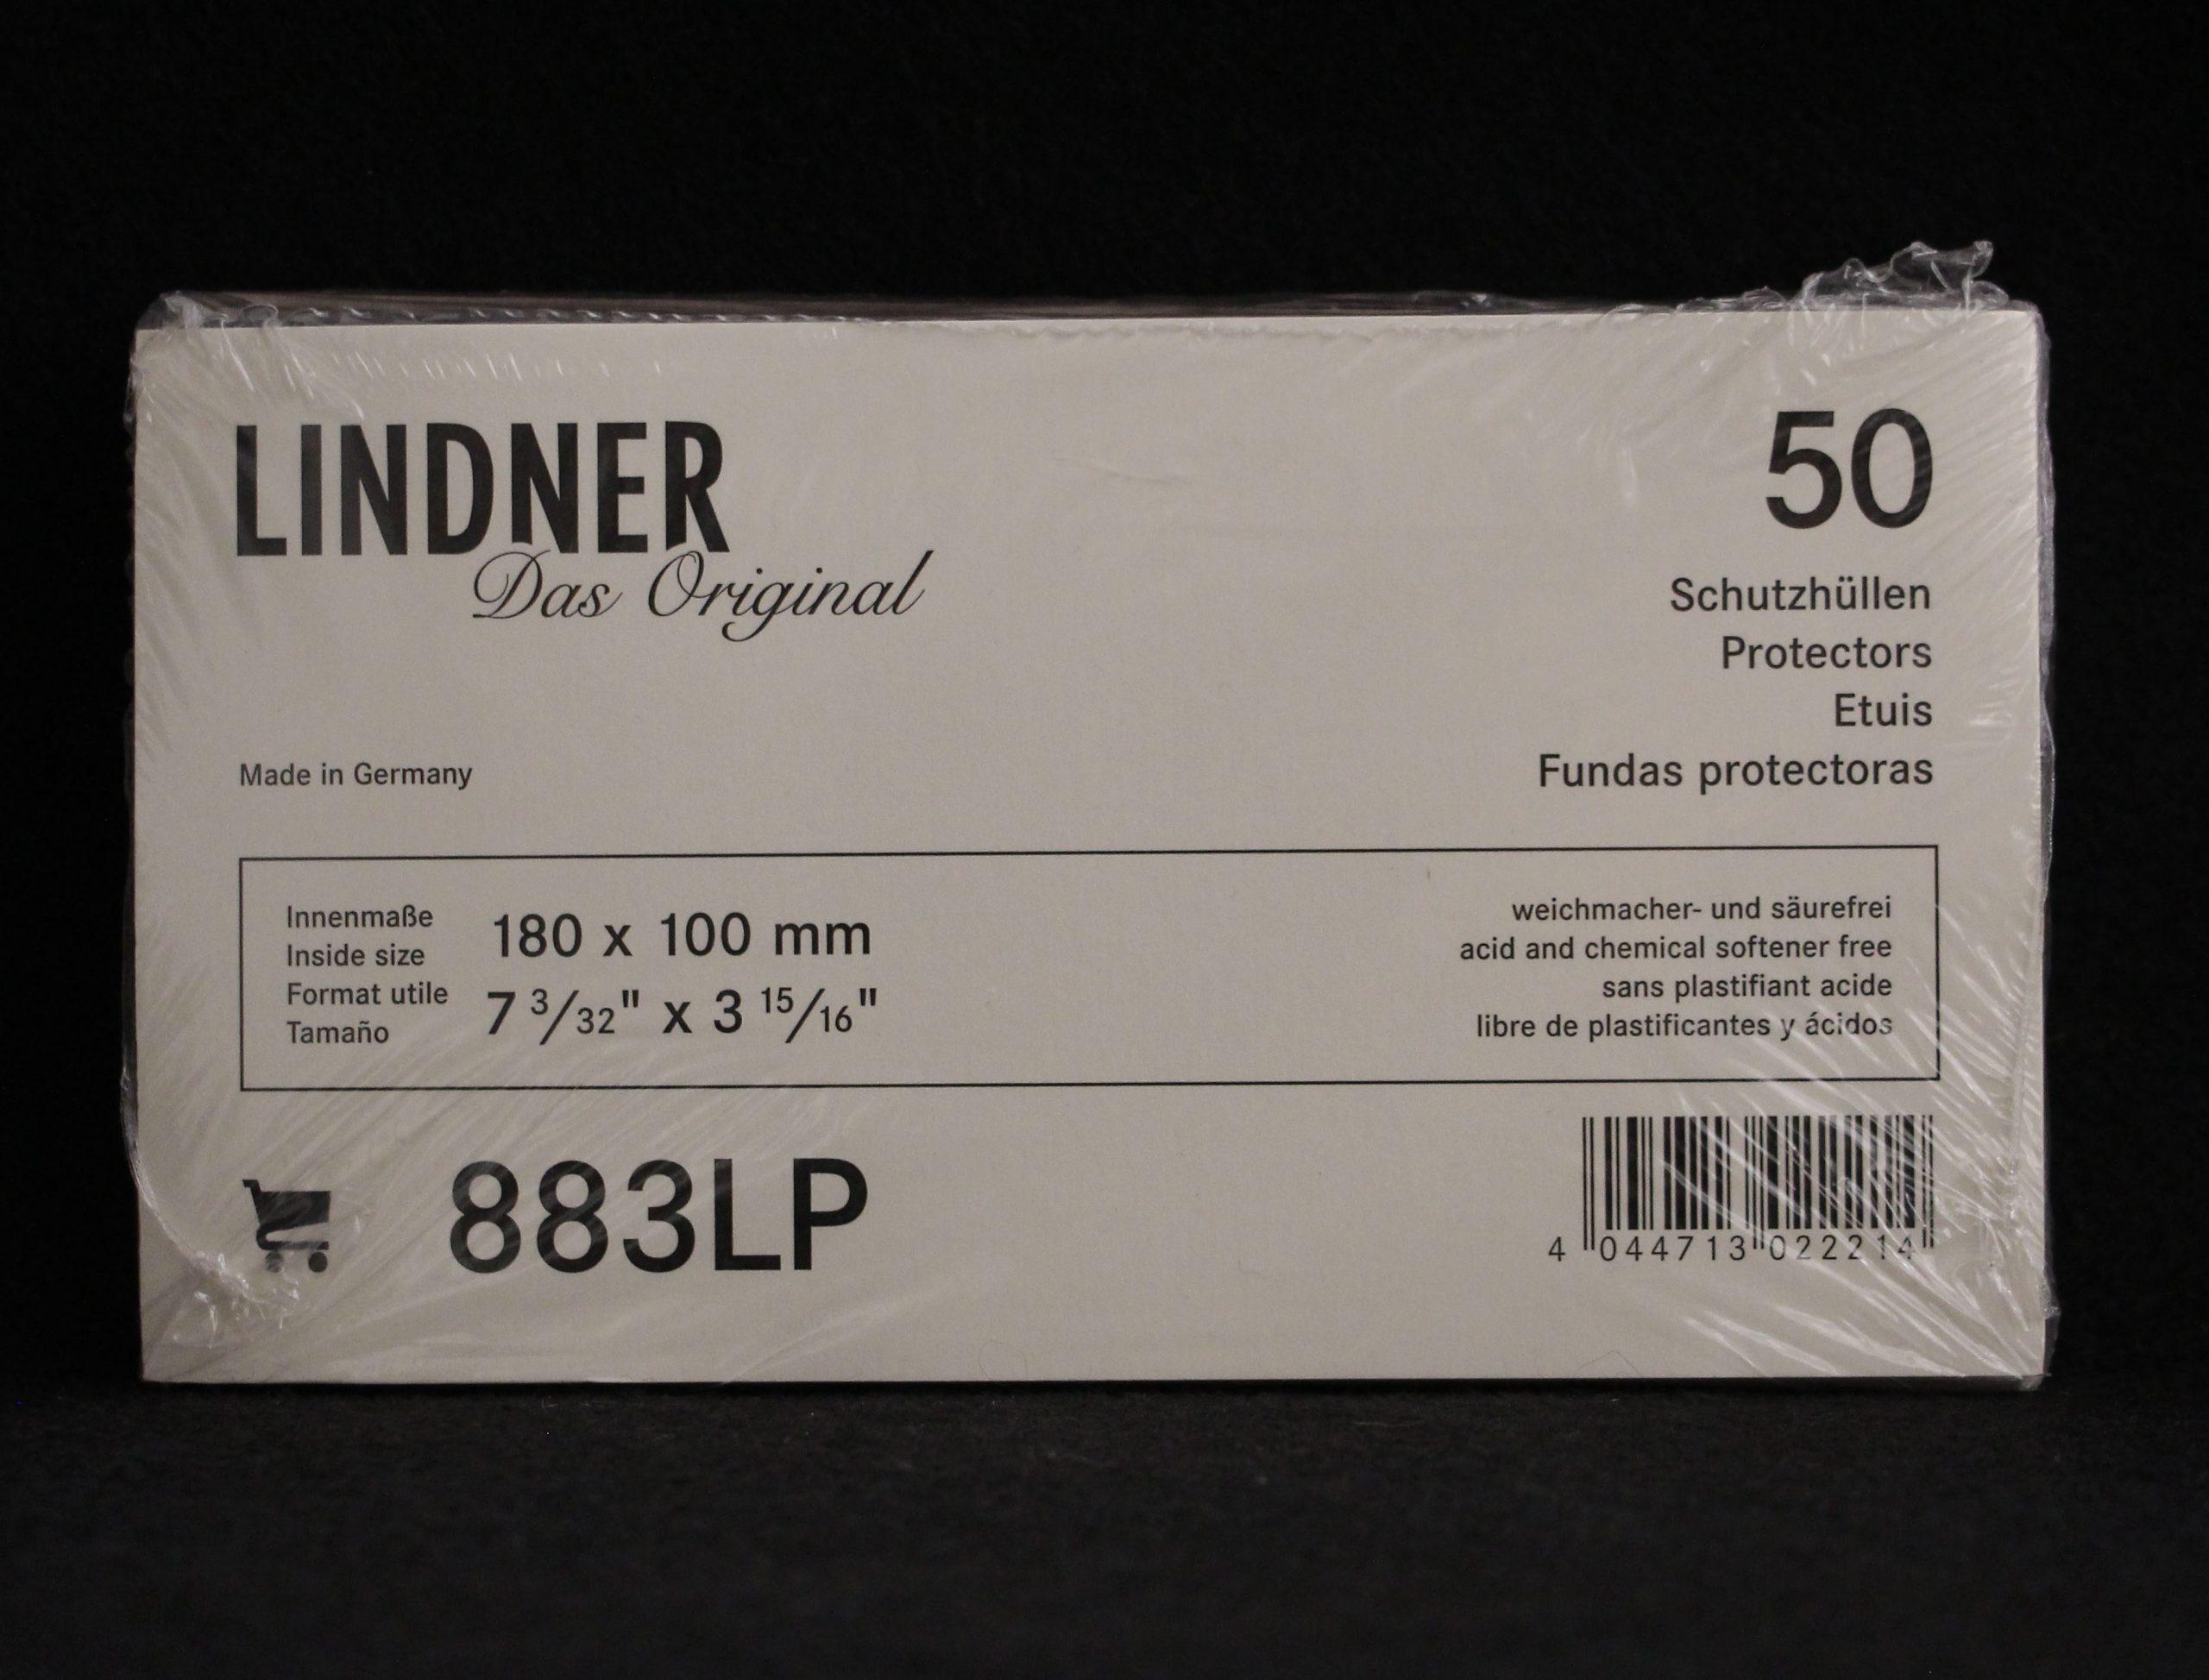 LINDNER
Das Original
Made in Germany
50
Schutzhüllen
Protectors
Etuis
Fundas protectoras
Innenmaße
Inside size
Format utile
Tamaño
180 x 100 mm
7 3/32" x 3 15/16"
weichmacher- und säurefrei
acid and chemical softener free
sans plastifiant acide
libre de plastificantes y ácidos
883LP
4 044713 022214